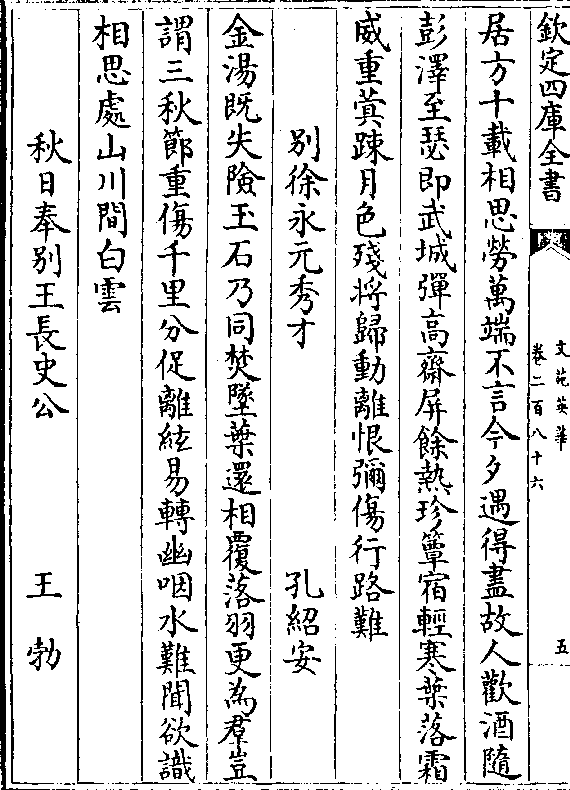 欽定四庫全書
文苑英華
卷二百八十六
五
居方十載相思勞萬端不言今夕遇得盡故人歡酒隨
彭澤至瑟即武城彈高齋屏餘熱珍簟宿輕寒葉落霜
威重蓂踈月色殘将歸動離恨彌傷行路難
別徐永元秀才 孔紹安
金湯既失險玉石乃同焚墜葉還相覆落羽更為羣豈
謂三秋節重傷千里分促離絃易轉幽咽水難聞欲識
相思處山川間白雲
秋日奉別王長史公 王勃